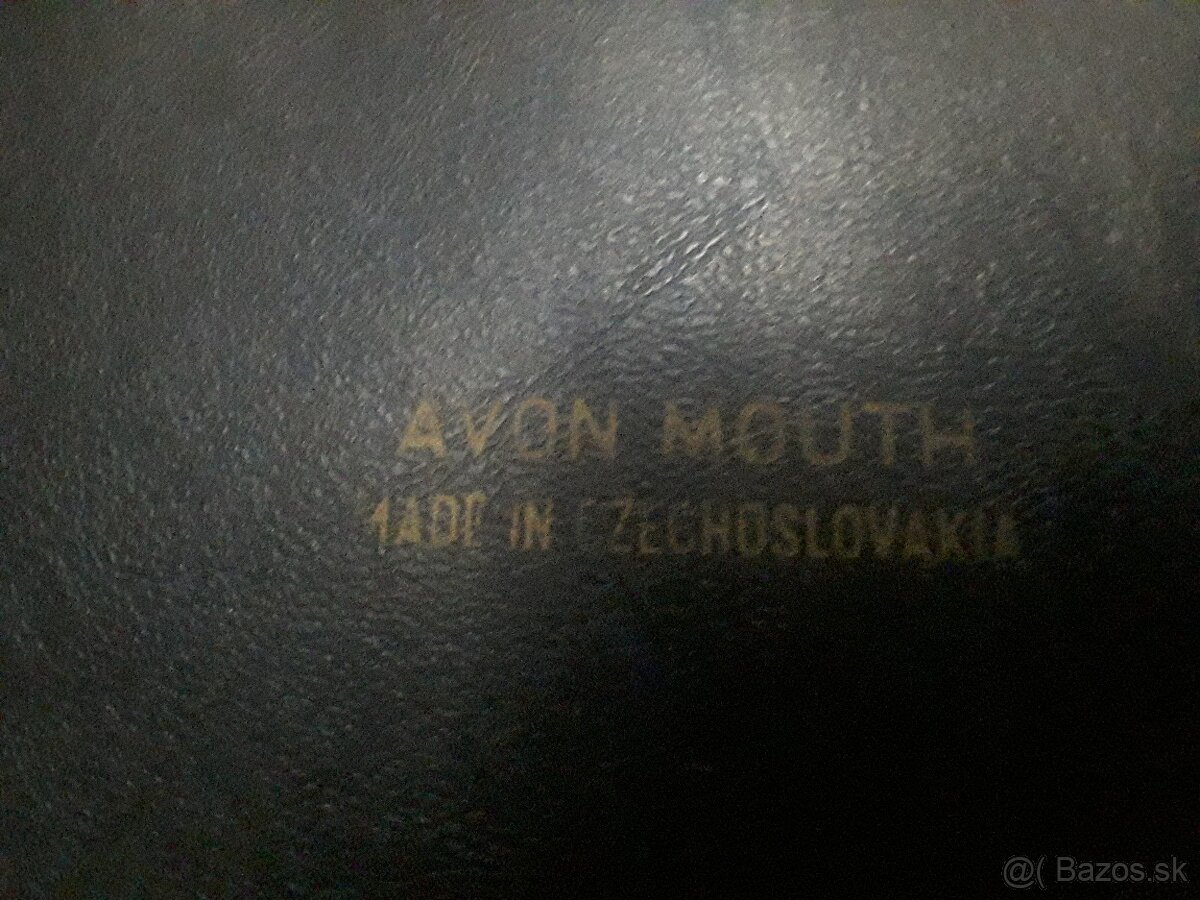 AVON MOUTH
MADE IN CZECHOSLOVAKIA
@( Bazos.sk